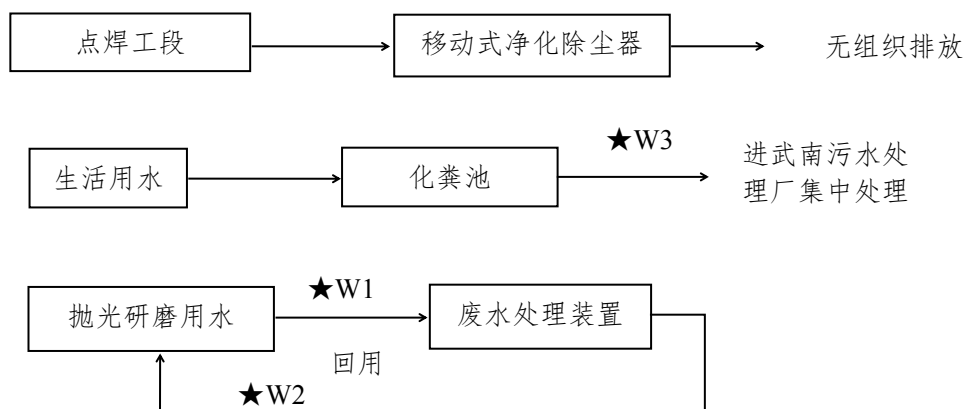 点焊工段
移动式净化除尘器
无组织排放
★W3
生活用水
化粪池
进武南污水处
理厂集中处理
★W1
抛光研磨用水
废水处理装置
回用
★W2